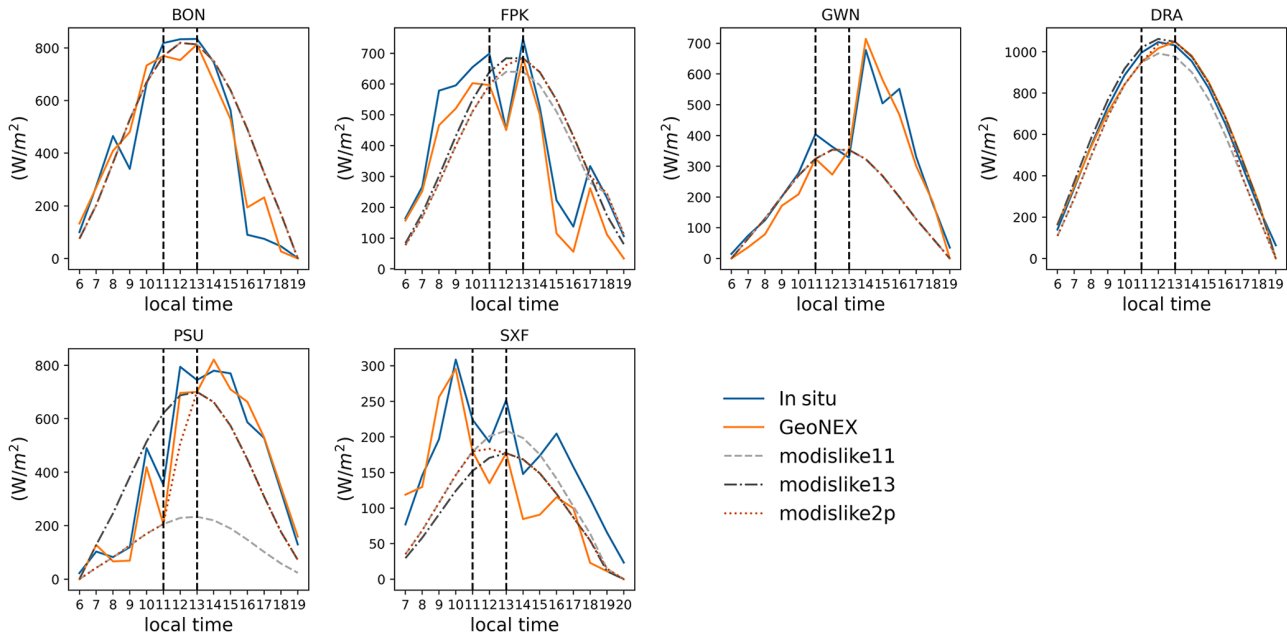 BON
(W/m²)
800
600
400
200
0
6 7 8 9 10 11 12 13 14 15 16 17 18 19
local time
FPK
(W/m²)
700
600
500
400
300
200
100
0
6 7 8 9 10 11 12 13 14 15 16 17 18 19
local time
GWN
(W/m²)
700
600
500
400
300
200
100
0
6 7 8 9 10 11 12 13 14 15 16 17 18 19
local time
DRA
(W/m²)
1000
800
600
400
200
0
6 7 8 9 10 11 12 13 14 15 16 17 18 19
local time
PSU
(W/m²)
800
600
400
200
0
6 7 8 9 10 11 12 13 14 15 16 17 18 19
local time
SXF
(W/m²)
300
250
200
150
100
50
0
7 8 9 10 11 12 13 14 15 16 17 18 19 20
local time
In situ
GeoNEX
modislike11
modislike13
modislike2p